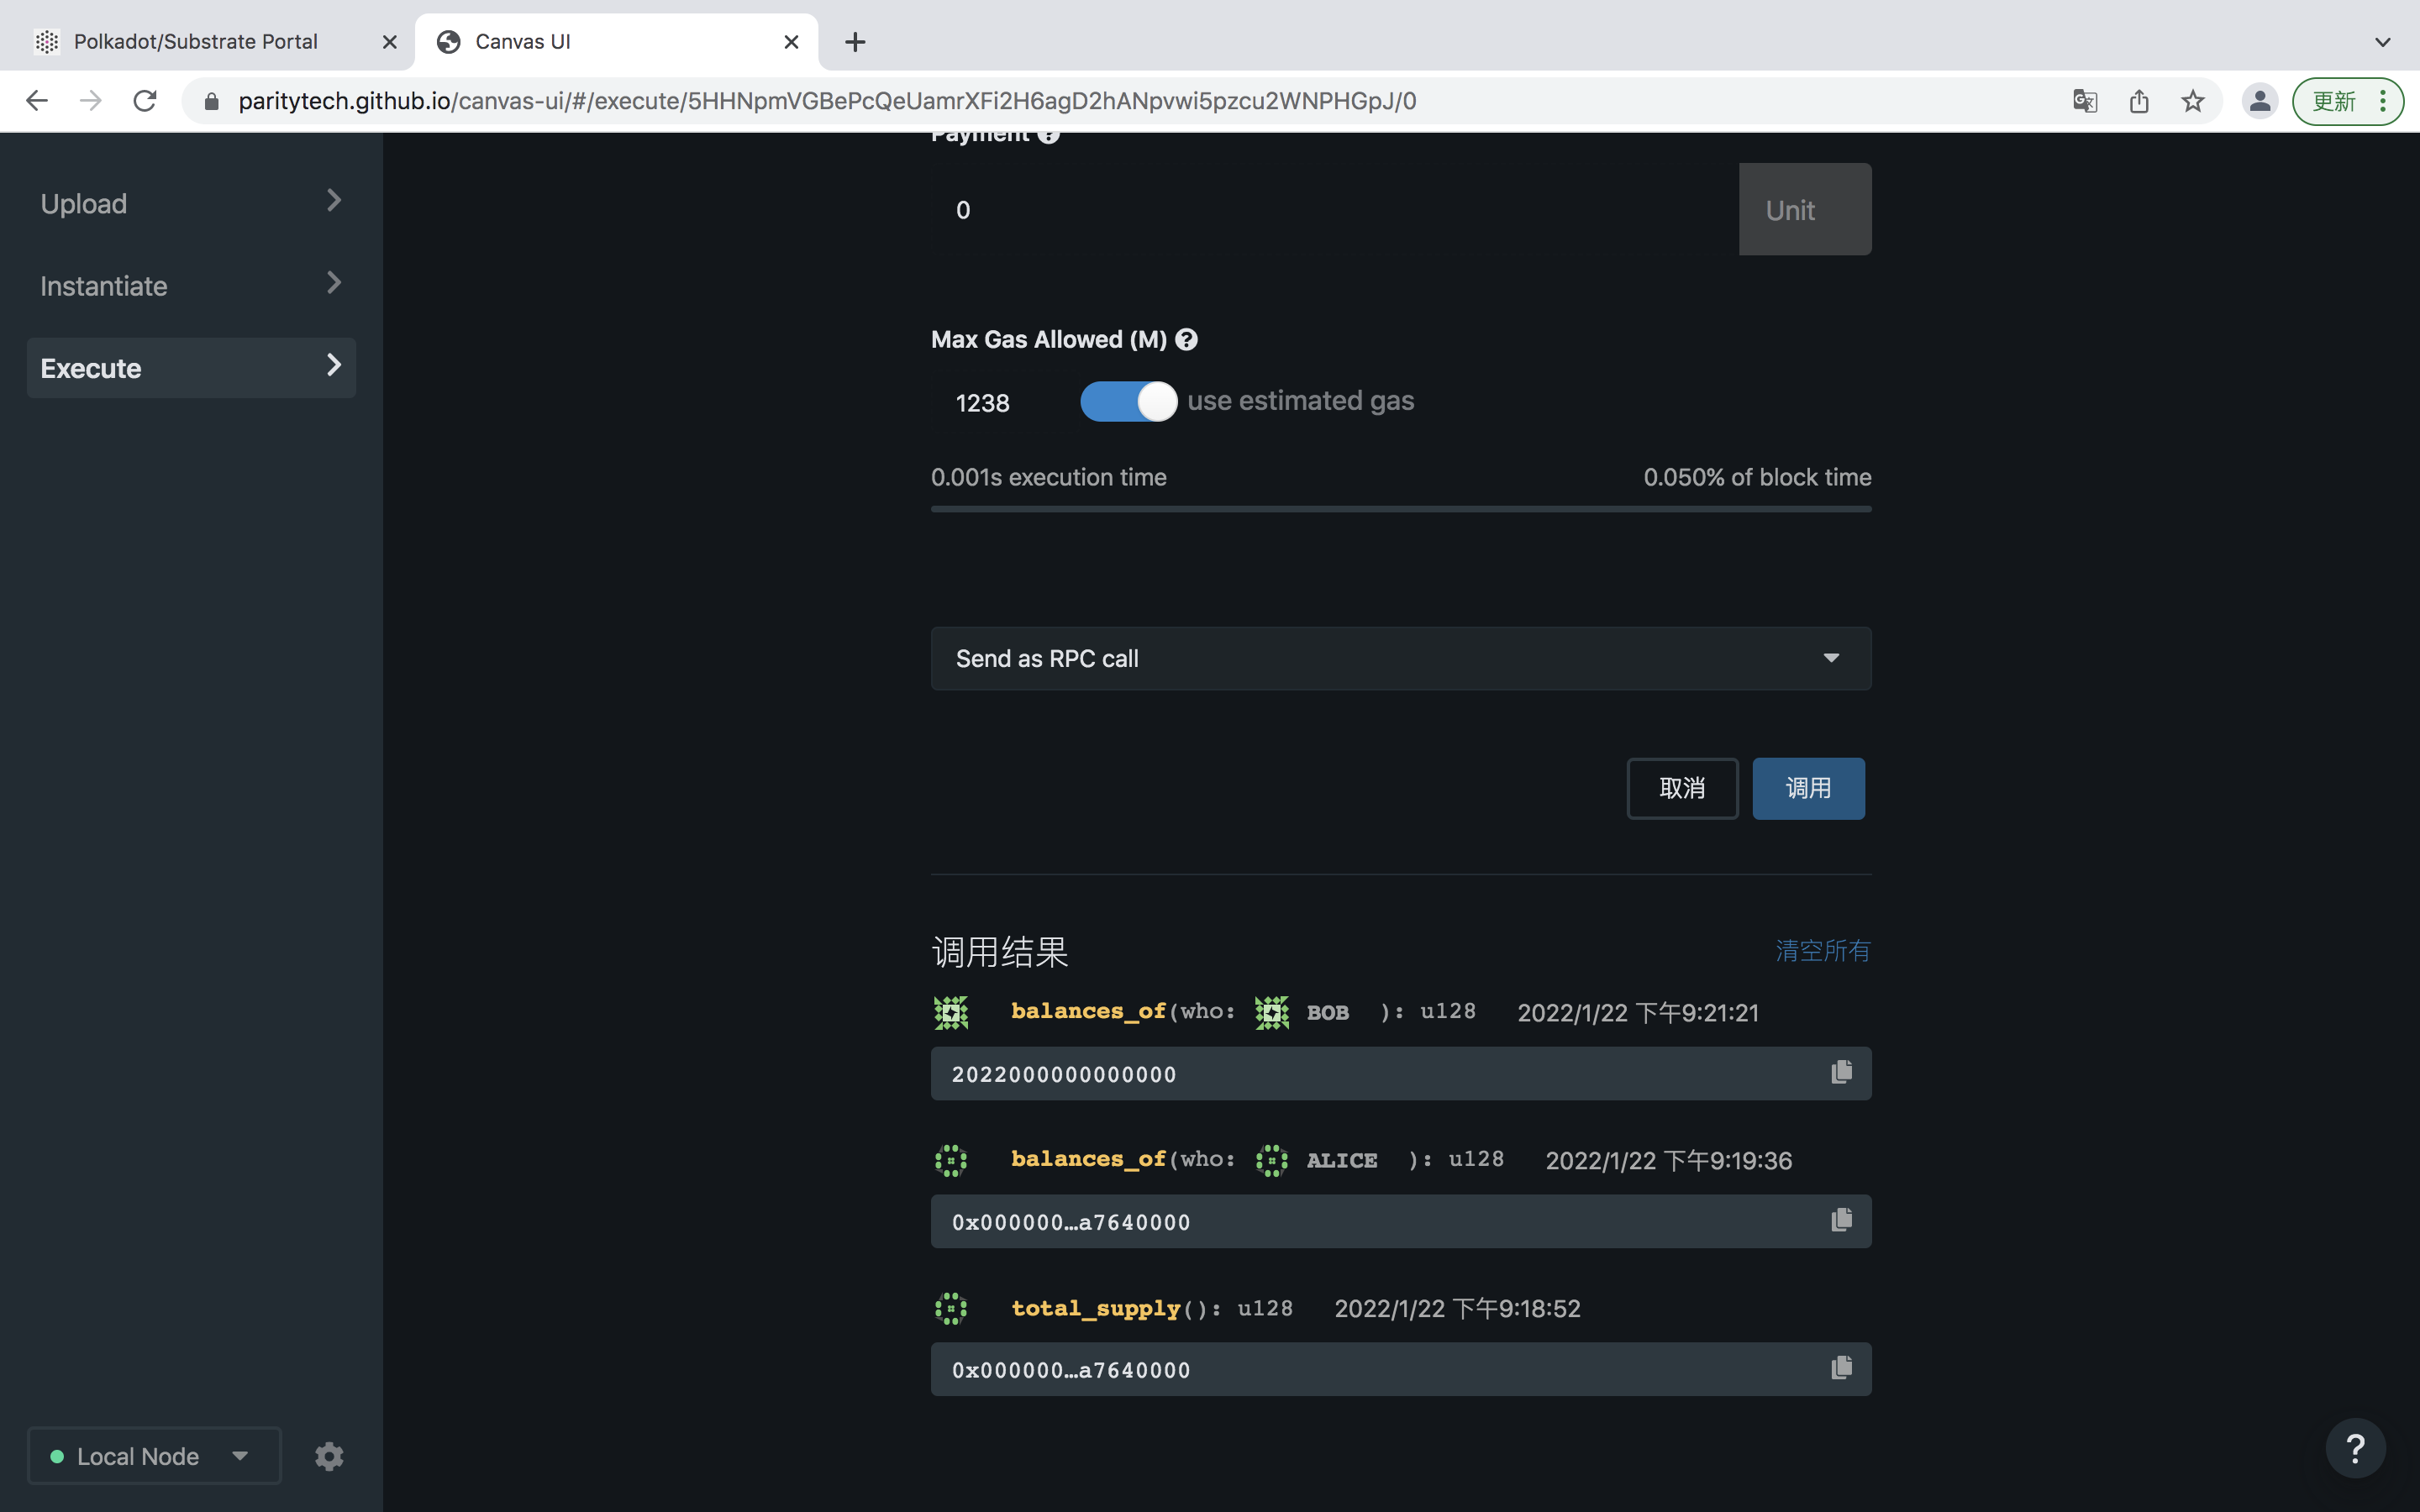 Polkadot/Substrate Portal
Canvas UI
paritytech.github.io/canvas-ui/#/execute/5HHNpmVGBePcQeUamrXFi2H6agD2hANpvwi5pzcu2WNPHGpJ/0
更新
Upload
Instantiate
Execute
Payment
0
Unit
Max Gas Allowed (M)
1238
use estimated gas
0.001s execution time
0.050% of block time
Send as RPC call
取消
调用
调用结果
清空所有
balances_of(who: BOB ): u128 2022/1/22 下午9:21:21
2022000000000000
balances_of(who: ALICE ): u128 2022/1/22 下午9:19:36
0x000000…a7640000
total_supply(): u128 2022/1/22 下午9:18:52
0x000000…a7640000
Local Node
?